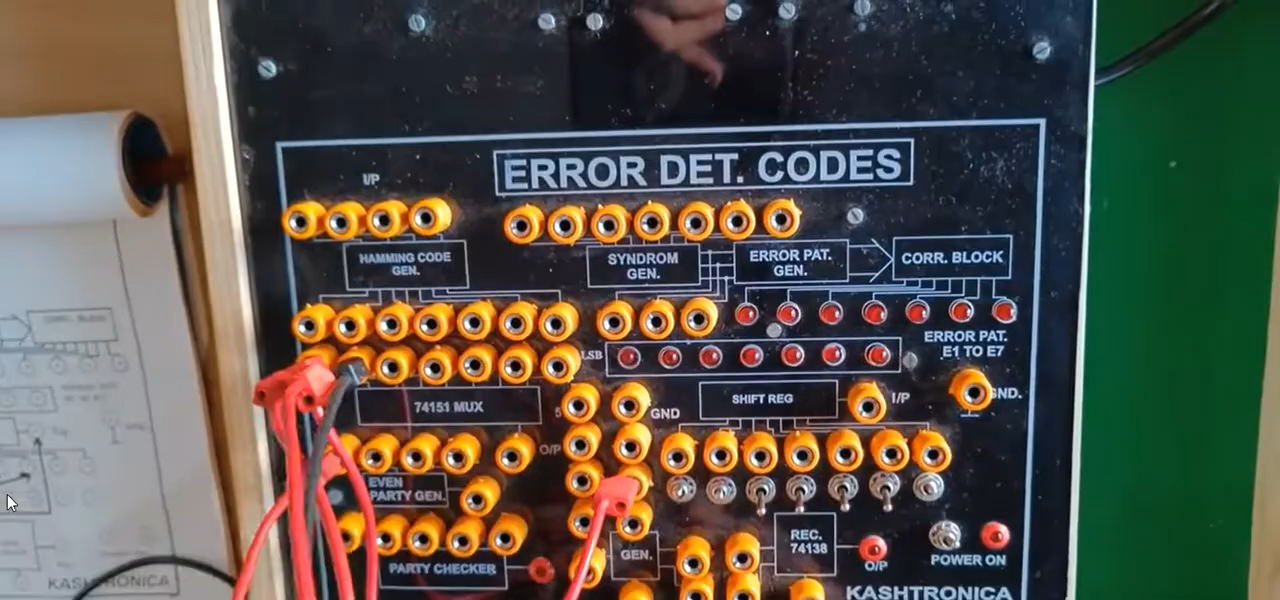 ERROR DET. CODES
I/P
HAMMING CODE
GEN.
SYNDROM
GEN.
ERROR PAT.
GEN.
CORR. BLOCK
ERROR PAT.
E1 TO E7
LSB
74151 MUX
5
GND
SHIFT REG
I/P
GND.
O/P
EVEN
PARTY GEN.
PARTY CHECKER
GEN.
REC.
74138
O/P
POWER ON
KASHTRONICA
KASHTRONICA